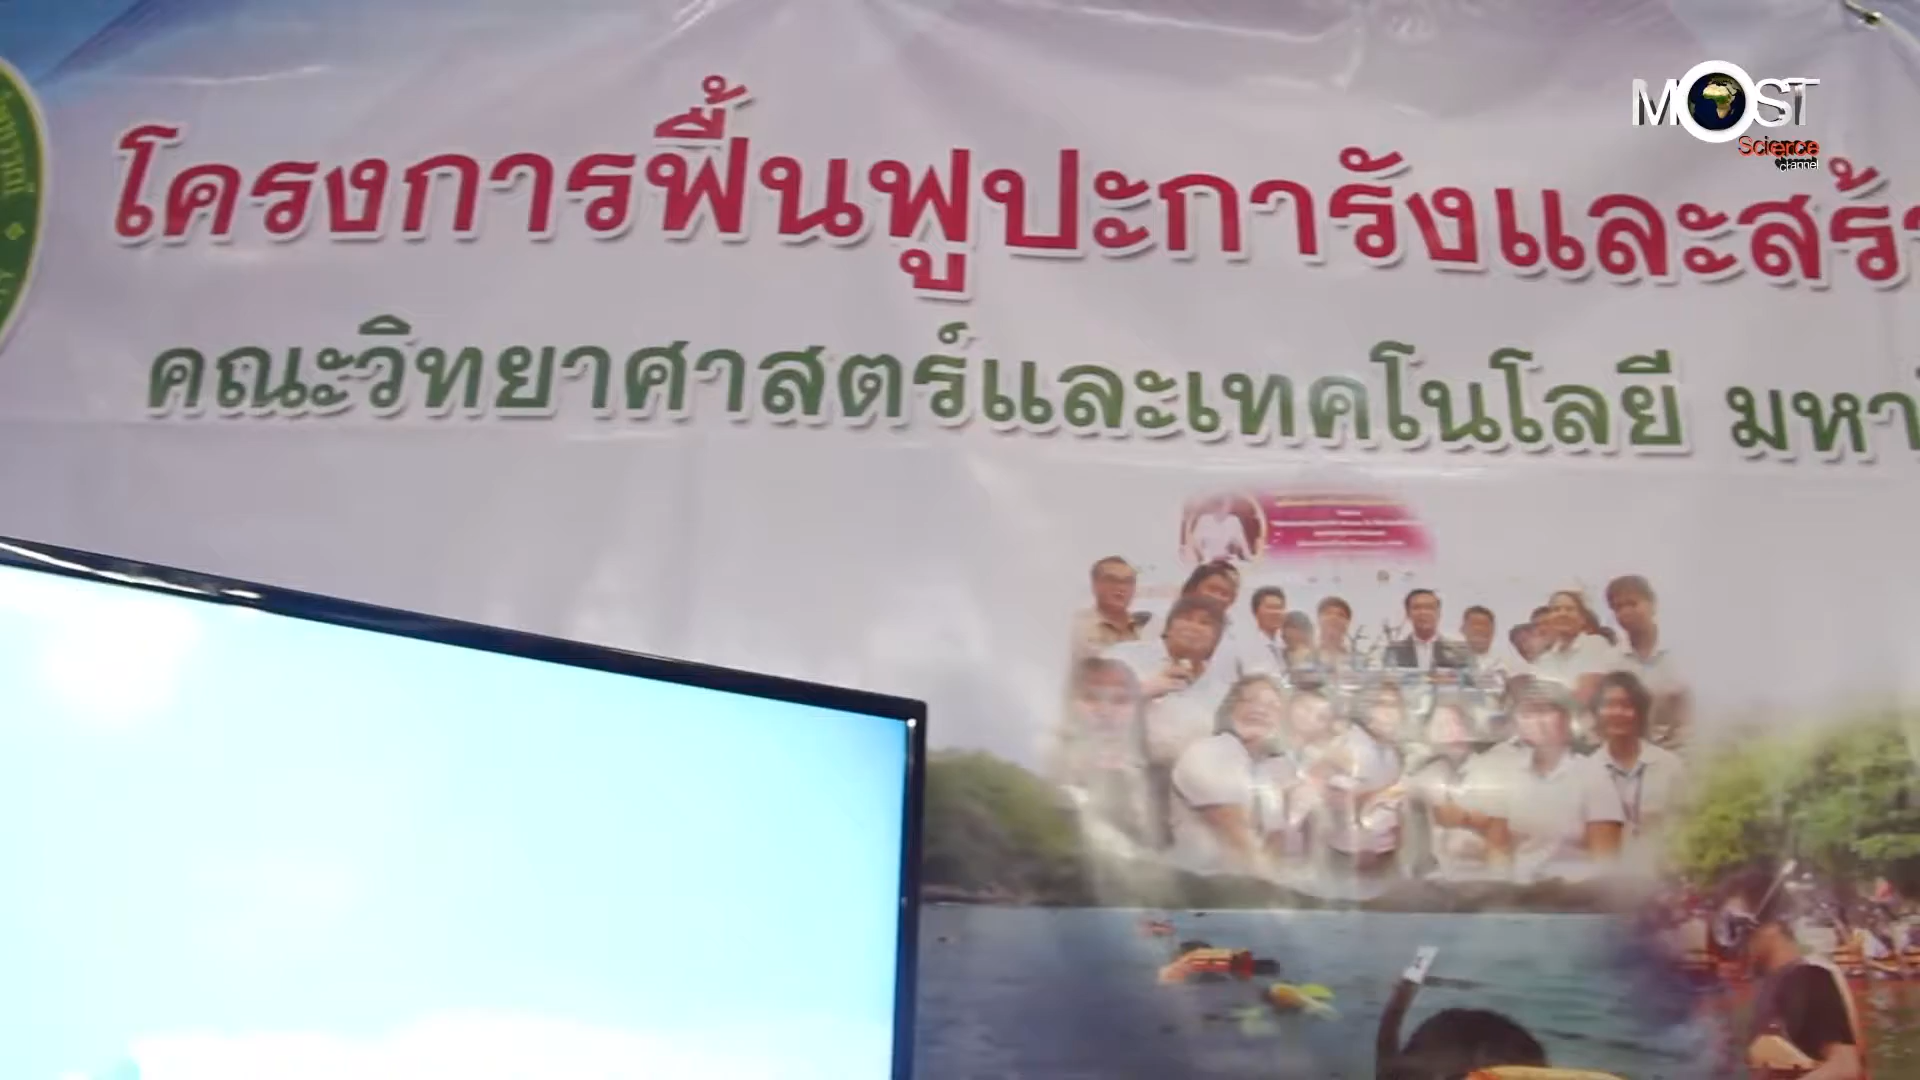 MOST
Science
channel
โครงการฟื้นฟูปะการังและสร้า
คณะวิทยาศาสตร์และเทคโนโลยี มหา